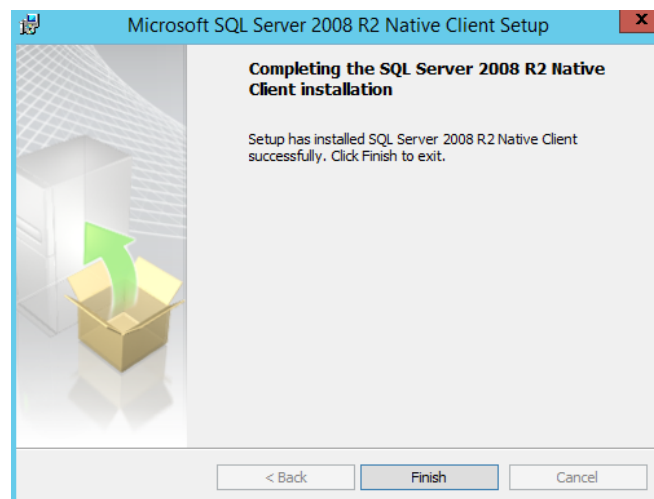 Microsoft SQL Server 2008 R2 Native Client Setup
x
Completing the SQL Server 2008 R2 Native
Client installation
Setup has installed SQL Server 2008 R2 Native Client
successfully. Click Finish to exit.
< Back
Finish
Cancel